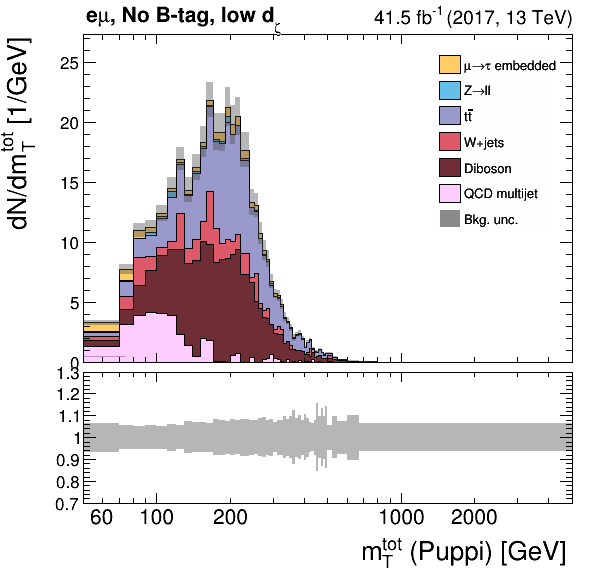 eμ, No B-tag, low dζ
41.5 fb⁻¹ (2017, 13 TeV)
dN/dm_T^tot [1/GeV]
25
20
15
10
5
0
μ→τ embedded
Z→ll
tt̄
W+jets
Diboson
QCD multijet
Bkg. unc.
1.3
1.2
1.1
1
0.9
0.8
0.7
60
100
200
1000
2000
m_T^tot (Puppi) [GeV]